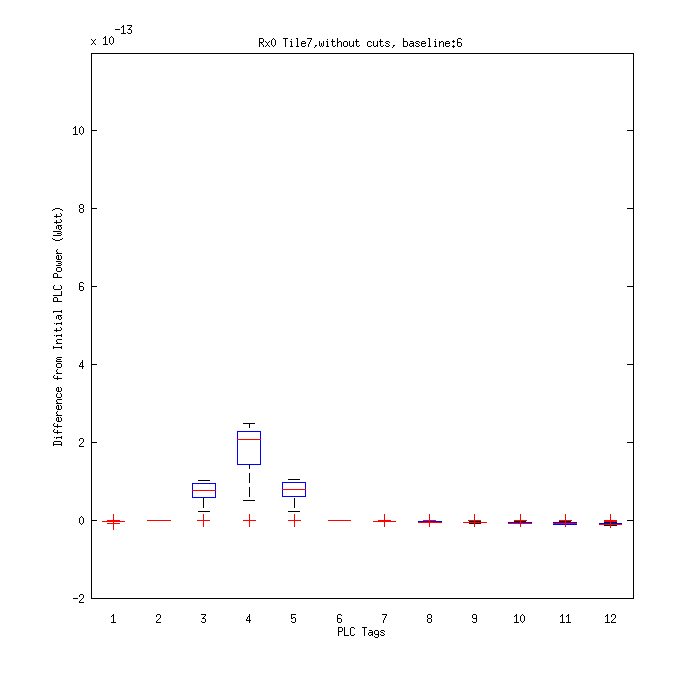 x 10-13
Rx0 Tile7,without cuts, baseline:6
Difference from Initial PLC Power (Watt)
10
8
6
4
2
0
-2
1 2 3 4 5 6 7 8 9 10 11 12
PLC Tags